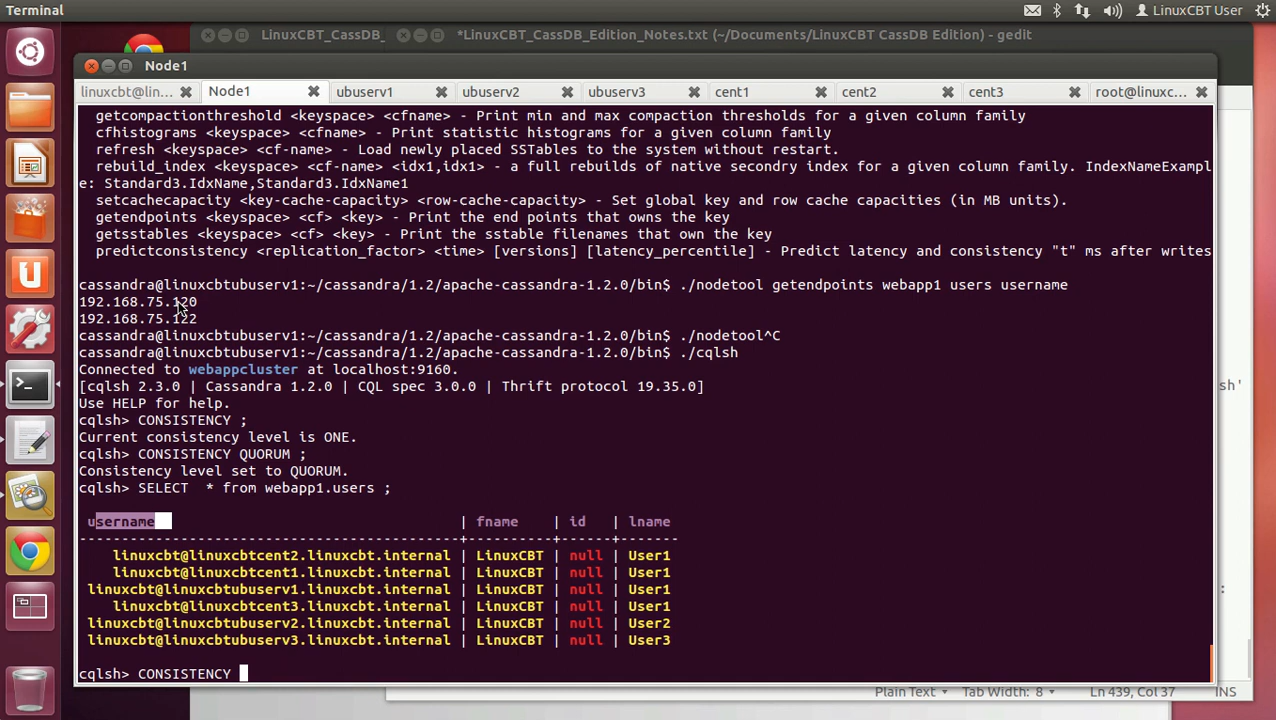 Terminal
LinuxCBT User
LinuxCBT_CassDB_
*LinuxCBT_CassDB_Edition_Notes.txt (~/Documents/LinuxCBT CassDB Edition) - gedit
Node1
linuxcbt@lin...
Node1
ubuserv1
ubuserv2
ubuserv3
cent1
cent2
cent3
root@linuxc...
getcompactionthreshold <keyspace> <cfname> - Print min and max compaction thresholds for a given column family
cfhistograms <keyspace> <cfname> - Print statistic histograms for a given column family
refresh <keyspace> <cf-name> - Load newly placed SSTables to the system without restart.
rebuild_index <keyspace> <cf-name> <idx1,idx1> - a full rebuilds of native secondry index for a given column family. IndexNameExampl
e: Standard3.IdxName,Standard3.IdxName1
setcachecapacity <key-cache-capacity> <row-cache-capacity> - Set global key and row cache capacities (in MB units).
getendpoints <keyspace> <cf> <key> - Print the end points that owns the key
getsstables <keyspace> <cf> <key> - Print the sstable filenames that own the key
predictconsistency <replication_factor> <time> [versions] [latency_percentile] - Predict latency and consistency "t" ms after writes
cassandra@linuxcbtubuserv1:~/cassandra/1.2/apache-cassandra-1.2.0/bin$ ./nodetool getendpoints webapp1 users username
192.168.75.120
192.168.75.122
cassandra@linuxcbtubuserv1:~/cassandra/1.2/apache-cassandra-1.2.0/bin$ ./nodetool^C
cassandra@linuxcbtubuserv1:~/cassandra/1.2/apache-cassandra-1.2.0/bin$ ./cqlsh
Connected to webappcluster at localhost:9160.
[cqlsh 2.3.0 | Cassandra 1.2.0 | CQL spec 3.0.0 | Thrift protocol 19.35.0]
Use HELP for help.
cqlsh> CONSISTENCY ;
Current consistency level is ONE.
cqlsh> CONSISTENCY QUORUM ;
Consistency level set to QUORUM.
cqlsh> SELECT  * from webapp1.users ;
username | fname | id | lname
-----------------------------------------+----------+------+-------
linuxcbt@linuxcbtcent2.linuxcbt.internal | LinuxCBT | null | User1
linuxcbt@linuxcbtcent1.linuxcbt.internal | LinuxCBT | null | User1
linuxcbt@linuxcbtubuserv1.linuxcbt.internal | LinuxCBT | null | User1
linuxcbt@linuxcbtcent3.linuxcbt.internal | LinuxCBT | null | User1
linuxcbt@linuxcbtubuserv2.linuxcbt.internal | LinuxCBT | null | User2
linuxcbt@linuxcbtubuserv3.linuxcbt.internal | LinuxCBT | null | User3
cqlsh> CONSISTENCY
sh'
:
Plain Text
Tab Width: 8
Ln 439, Col 37
INS